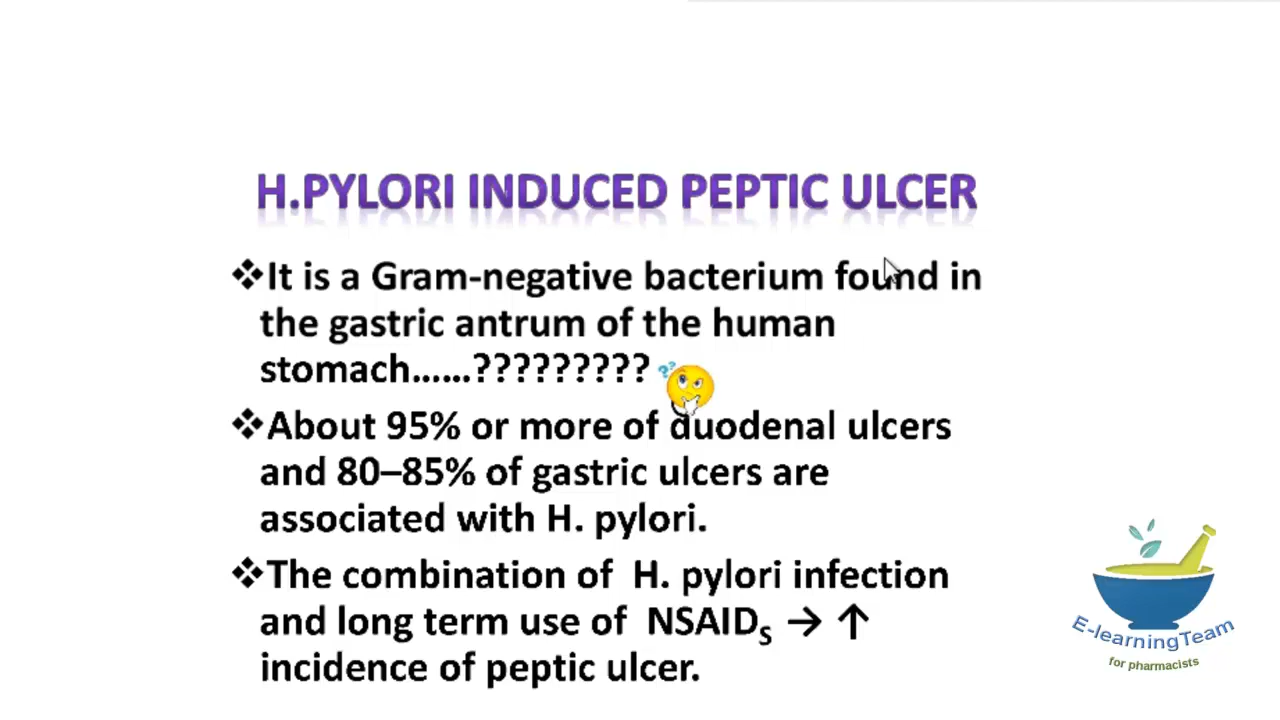 H.PYLORI INDUCED PEPTIC ULCER
❖It is a Gram-negative bacterium found in
the gastric antrum of the human
stomach......?????????
??
❖About 95% or more of duodenal ulcers
and 80–85% of gastric ulcers are
associated with H. pylori.
❖The combination of H. pylori infection
and long term use of NSAIDS → ↑
incidence of peptic ulcer.
E-learningTeam
for pharmacists